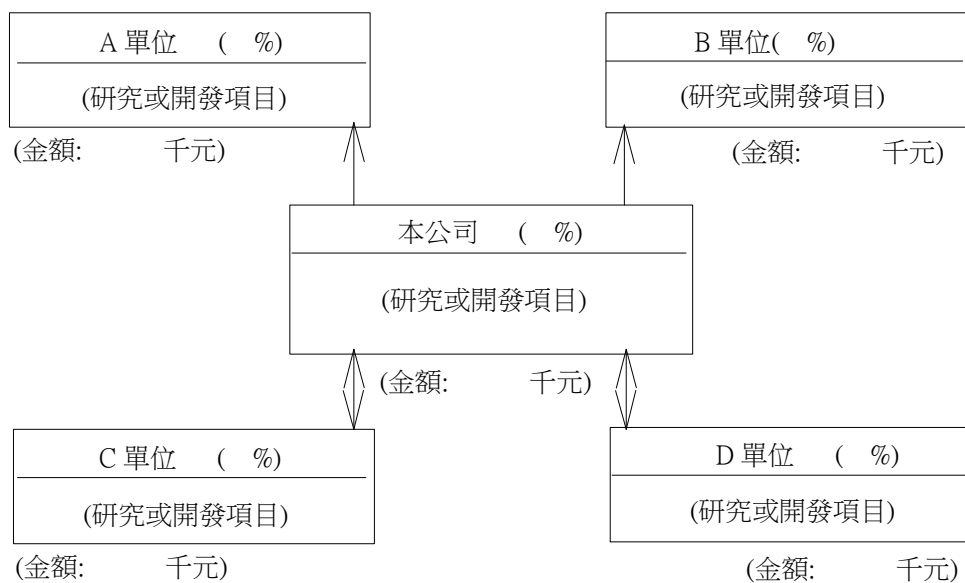 A 單位 ( %)
(研究或開發項目)
(金額: 千元)
B 單位( %)
(研究或開發項目)
(金額: 千元)
本公司 ( %)
(研究或開發項目)
(金額: 千元)
C 單位 ( %)
(研究或開發項目)
(金額: 千元)
D 單位 ( %)
(研究或開發項目)
(金額: 千元)